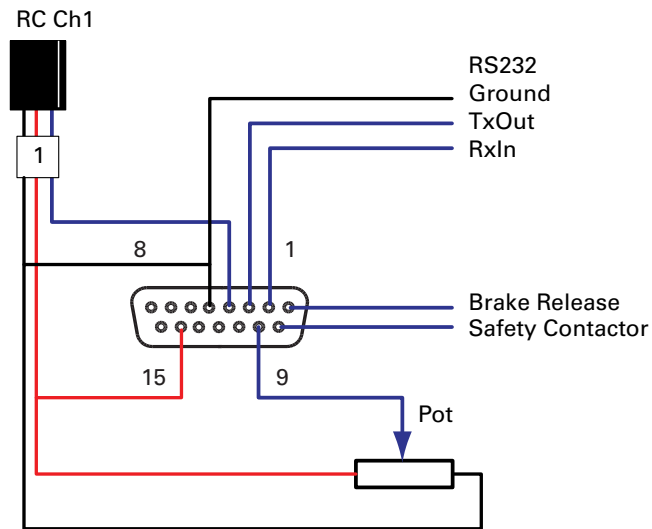 RC Ch1
RS232
Ground
TxOut
RxIn
1
8
1
Brake Release
Safety Contactor
15
9
Pot